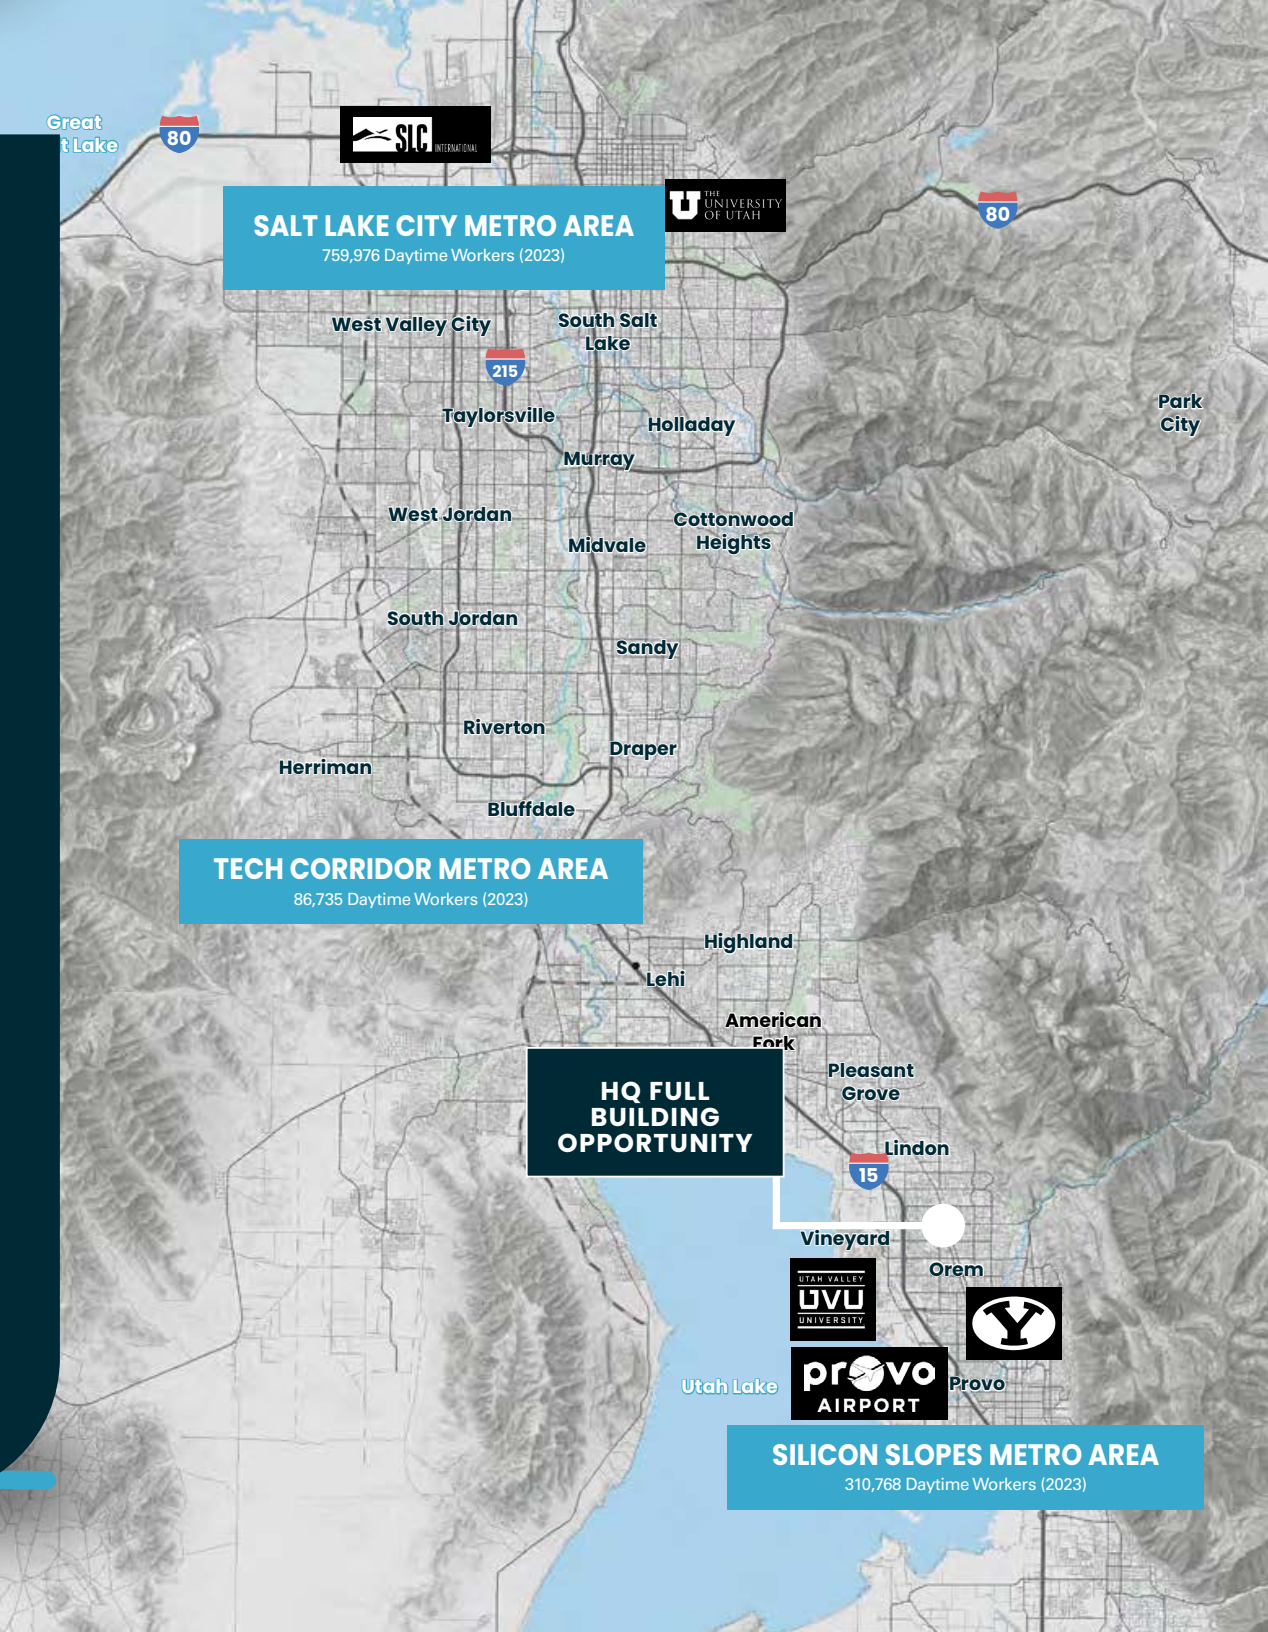 Great
t Lake
80
SLC
INTERNATIONAL
SALT LAKE CITY METRO AREA
759,976 Daytime Workers (2023)
THE
UNIVERSITY
OF UTAH
80
West Valley City
South Salt
Lake
215
Taylorsville
Holladay
Park
City
Murray
West Jordan
Cottonwood
Heights
Midvale
South Jordan
Sandy
Riverton
Draper
Herriman
Bluffdale
TECH CORRIDOR METRO AREA
86,735 Daytime Workers (2023)
Highland
Lehi
American
Fork
Pleasant
Grove
HQ FULL
BUILDING
OPPORTUNITY
Lindon
15
Vineyard
Orem
UTAH VALLEY
UVU
UNIVERSITY
Y
Utah Lake
provo
AIRPORT
Provo
SILICON SLOPES METRO AREA
310,768 Daytime Workers (2023)